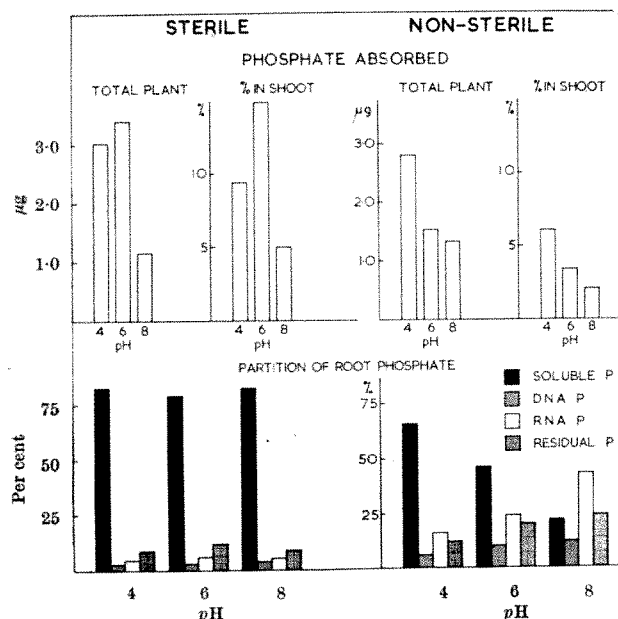 STERILE NON-STERILE
PHOSPHATE ABSORBED
TOTAL PLANT % IN SHOOT TOTAL PLANT % IN SHOOT
% μg %
3·0 3·0
10 10
μg 2·0 2·0
5 5
1·0 1·0
4 6 8 4 6 8 4 6 8 4 6 8
pH pH pH pH
PARTITION OF ROOT PHOSPHATE
%
SOLUBLE P
DNA P
RNA P
RESIDUAL P
Per cent
75 75
50 50
25 25
4 6 8 4 6 8
pH pH